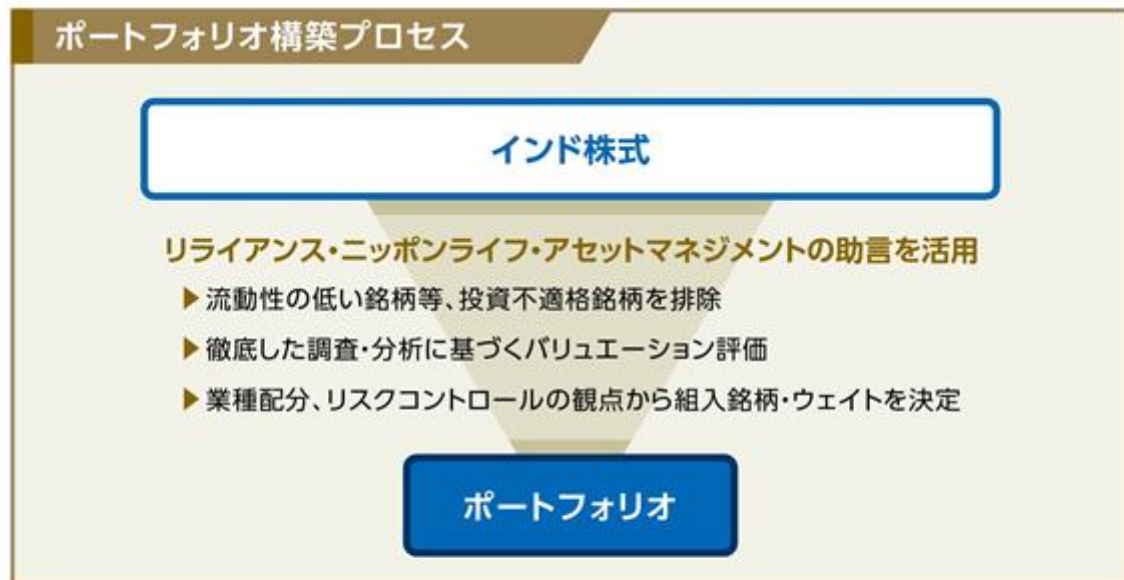 ポートフォリオ構築プロセス
インド株式
リライアンス・ニッポンライフ・アセットマネジメントの助言を活用
▶流動性の低い銘柄等、投資不適格銘柄を排除
▶徹底した調査・分析に基づくバリュエーション評価
▶業種配分、リスクコントロールの観点から組入銘柄・ウェイトを決定
ポートフォリオ